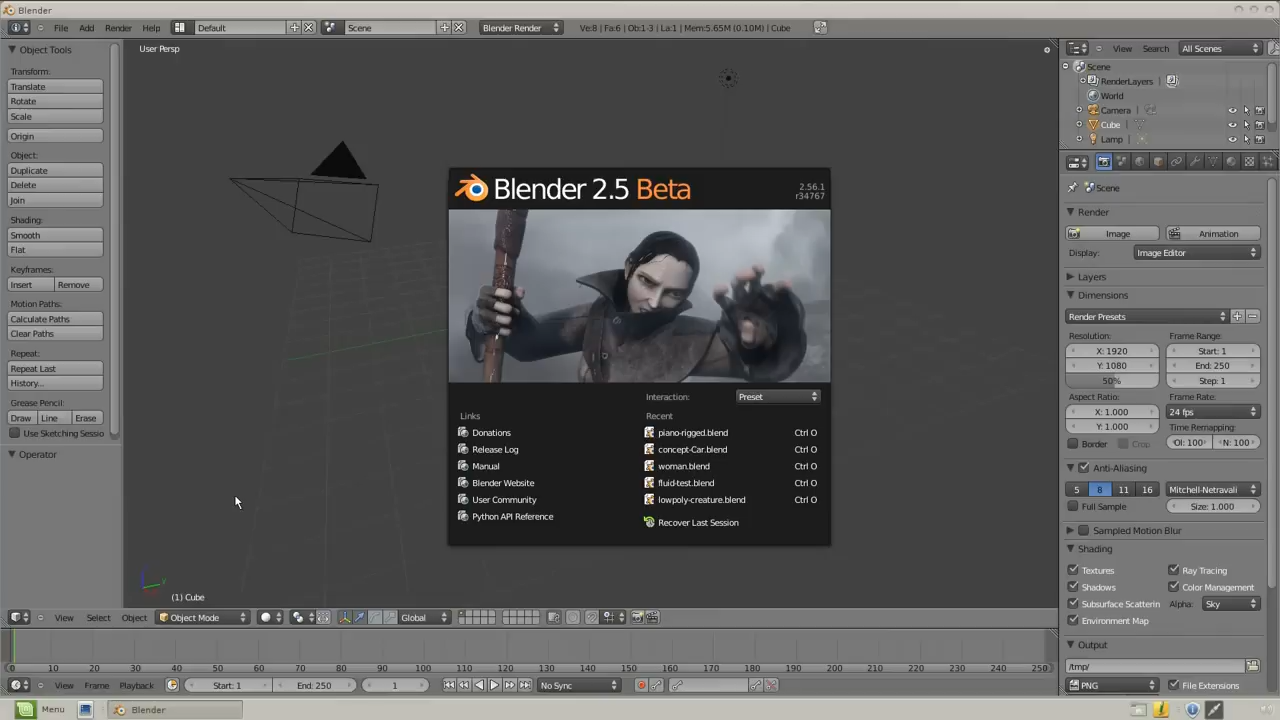 Blender
File Add Render Help Default Scene Blender Render Ve:8 | Fa:6 | Ob:1-3 | La:1 | Mem:5.65M (0.10M) | Cube
Object Tools
Transform:
Translate
Rotate
Scale
Origin
Object:
Duplicate
Delete
Join
Shading:
Smooth
Flat
Keyframes:
Insert Remove
Motion Paths:
Calculate Paths
Clear Paths
Repeat:
Repeat Last
History...
Grease Pencil:
Draw Line Erase
Use Sketching Sessio
Operator
User Persp
Blender 2.5 Beta
2.56.1
r34767
Interaction: Preset
Links
Donations
Release Log
Manual
Blender Website
User Community
Python API Reference
Recent
piano-rigged.blend Ctrl O
concept-Car.blend Ctrl O
woman.blend Ctrl O
fluid-test.blend Ctrl O
lowpoly-creature.blend Ctrl O
Recover Last Session
(1) Cube
View Select Object Object Mode Global
View Search All Scenes
Scene
RenderLayers
World
Camera
Cube
Lamp
Scene
Render
Image Animation
Display: Image Editor
Layers
Dimensions
Render Presets
Resolution: Frame Range:
X: 1920 Start: 1
Y: 1080 End: 250
50% Step: 1
Aspect Ratio: Frame Rate:
X: 1.000 24 fps
Y: 1.000 Time Remapping:
Border Crop Ol: 100 N: 100
Anti-Aliasing
5 8 11 16 Mitchell-Netravali
Full Sample Size: 1.000
Sampled Motion Blur
Shading
Textures Ray Tracing
Shadows Color Management
Subsurface Scatterin Alpha: Sky
Environment Map
Output
/tmp/
PNG File Extensions
0 10 20 30 40 50 60 70 80 90 100 110 120 130 140 150 160 170 180 190 200 210 220 230 240 250
View Frame Playback Start: 1 End: 250 1 No Sync
Menu Blender